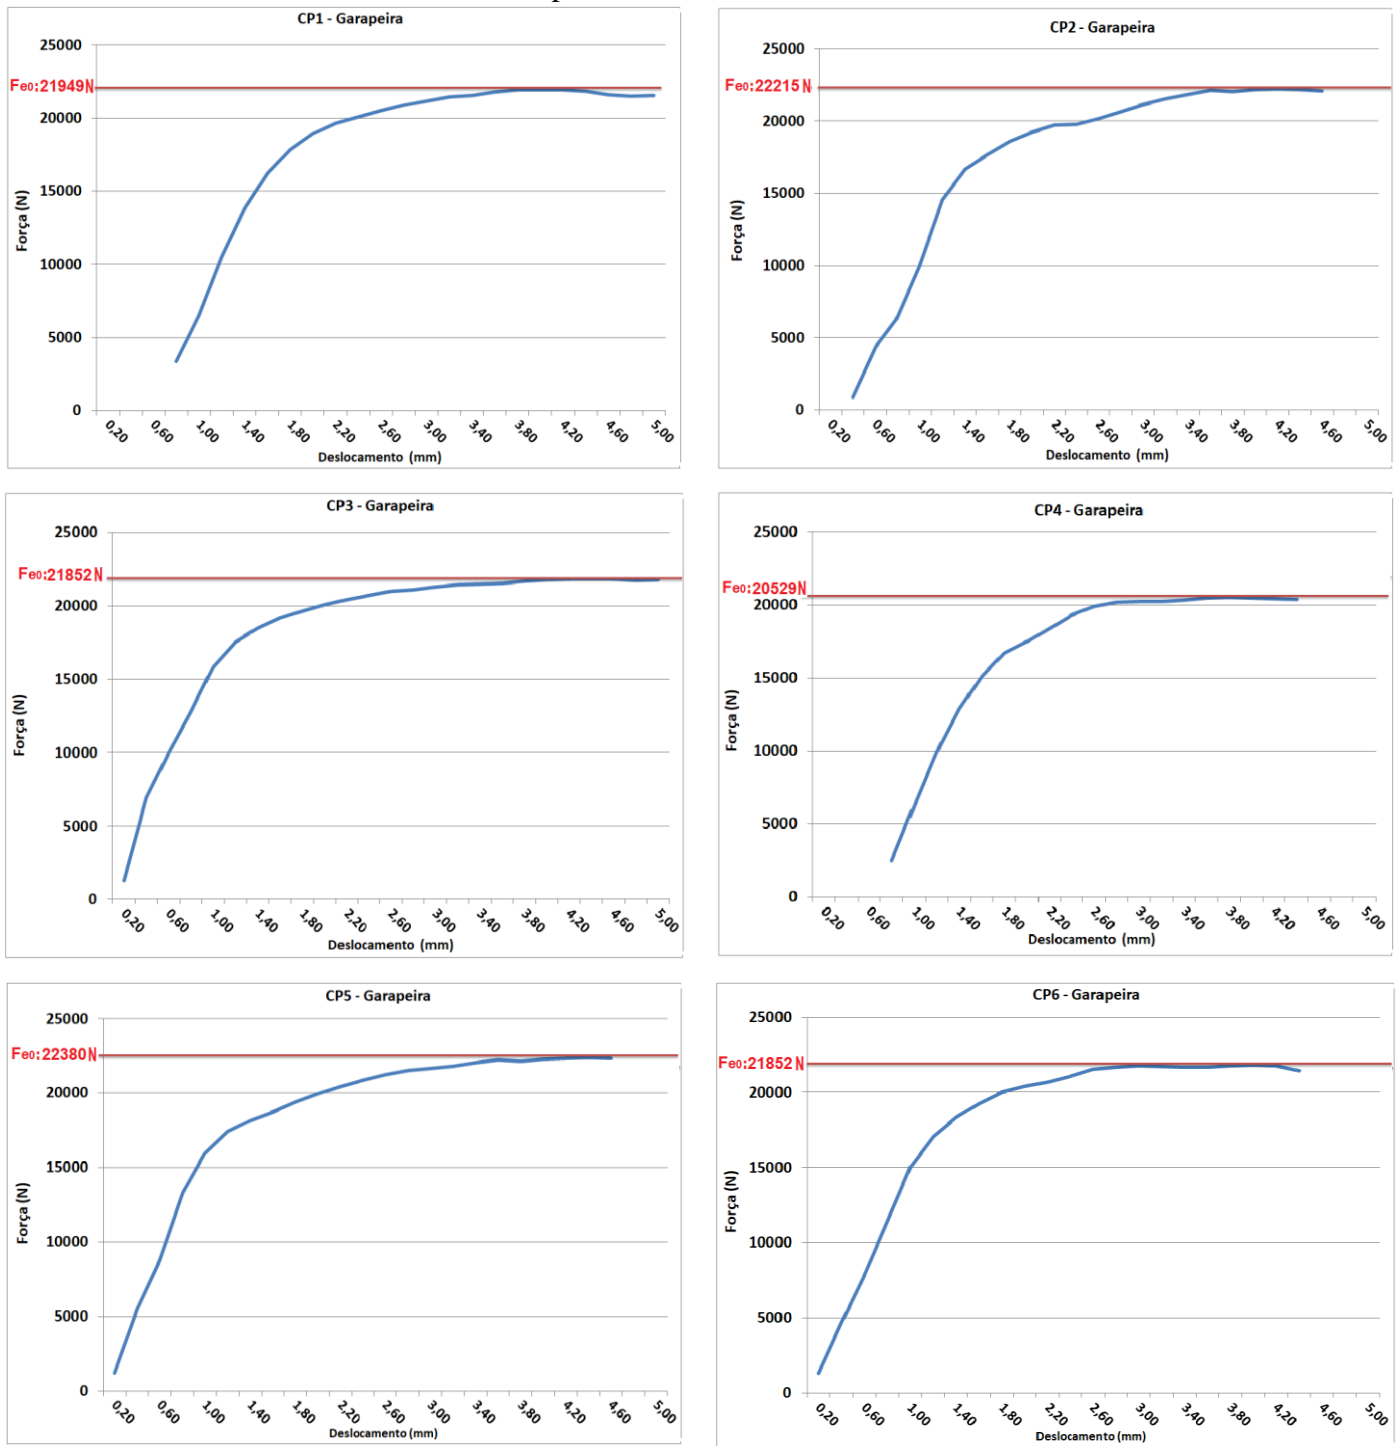 CP1 - Garapeira
25000
Fe0:21949N
20000
15000
10000
5000
0
Força (N)
0,20 0,60 1,00 1,40 1,80 2,20 2,60 3,00 3,40 3,80 4,20 4,60 5,00
Deslocamento (mm)
CP2 - Garapeira
25000
Fe0:22215N
20000
15000
10000
5000
0
Força (N)
0,20 0,60 1,00 1,40 1,80 2,20 2,60 3,00 3,40 3,80 4,20 4,60 5,00
Deslocamento (mm)
CP3 - Garapeira
25000
Fe0:21852N
20000
15000
10000
5000
0
Força (N)
0,20 0,60 1,00 1,40 1,80 2,20 2,60 3,00 3,40 3,80 4,20 4,60 5,00
Deslocamento (mm)
CP4 - Garapeira
25000
Fe0:20529N
20000
15000
10000
5000
0
Força (N)
0,20 0,60 1,00 1,40 1,80 2,20 2,60 3,00 3,40 3,80 4,20 4,60 5,00
Deslocamento (mm)
CP5 - Garapeira
25000
Fe0:22380N
20000
15000
10000
5000
0
Força (N)
0,20 0,60 1,00 1,40 1,80 2,20 2,60 3,00 3,40 3,80 4,20 4,60 5,00
Deslocamento (mm)
CP6 - Garapeira
25000
Fe0:21852N
20000
15000
10000
5000
0
Força (N)
0,20 0,60 1,00 1,40 1,80 2,20 2,60 3,00 3,40 3,80 4,20 4,60 5,00
Deslocamento (mm)